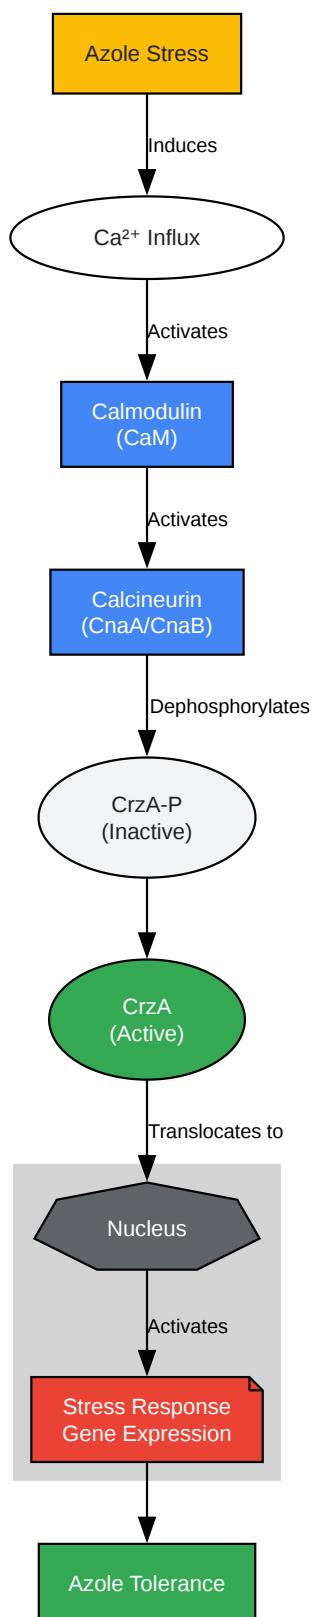 Azole Stress
Induces
Ca²⁺ Influx
Activates
Calmodulin
(CaM)
Activates
Calcineurin
(CnaA/CnaB)
Dephosphorylates
CrzA-P
(Inactive)
CrzA
(Active)
Translocates to
Nucleus
Activates
Stress Response
Gene Expression
Azole Tolerance